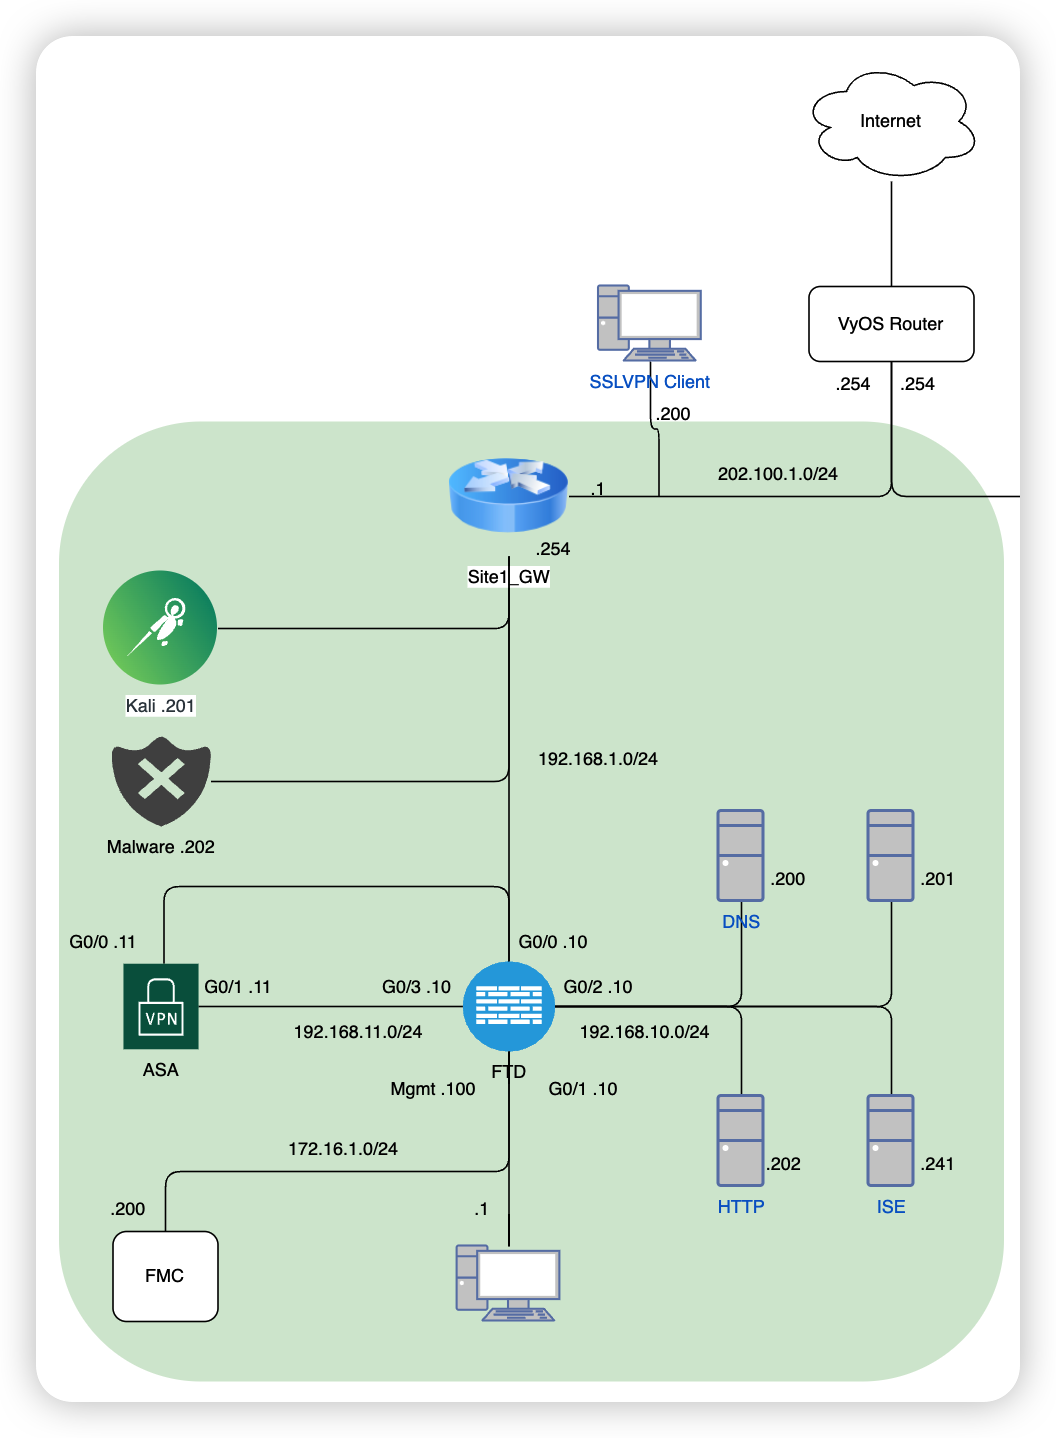 Internet
VyOS Router
.254
.254
SSLVPN Client
.200
202.100.1.0/24
.1
.254
Site1_GW
Kali .201
192.168.1.0/24
Malware .202
.200
.201
DNS
G0/0 .11
G0/0 .10
G0/1 .11
G0/3 .10
G0/2 .10
VPN
192.168.11.0/24
192.168.10.0/24
ASA
FTD
Mgmt .100
G0/1 .10
172.16.1.0/24
.202
.241
HTTP
ISE
.200
.1
FMC